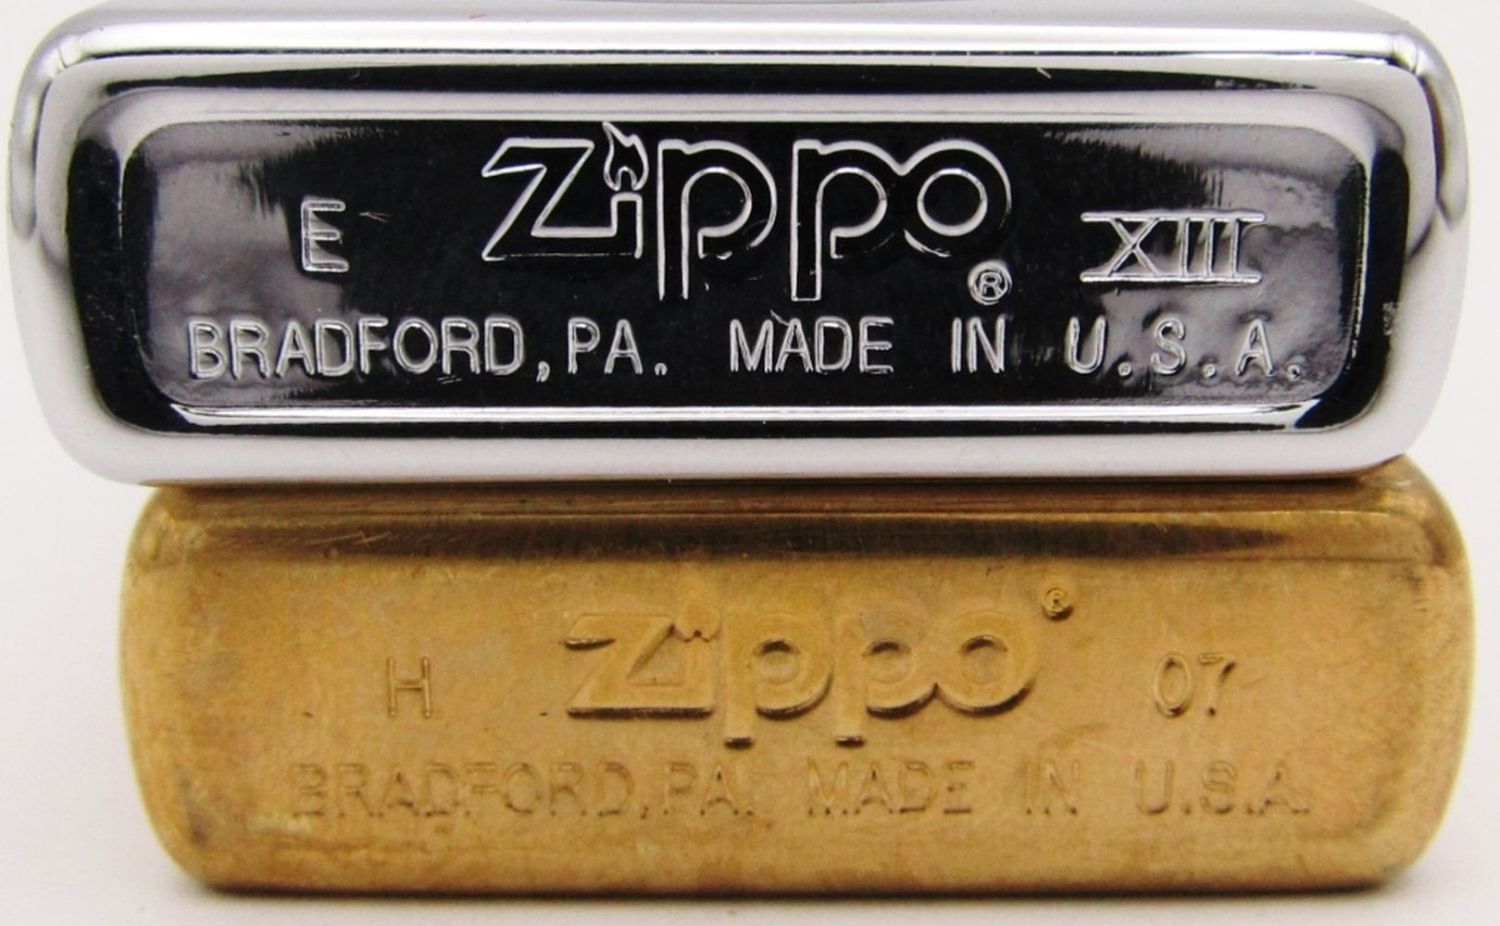 E Zippo® XIII
BRADFORD, PA. MADE IN U.S.A.
H Zippo® 07
BRADFORD, PA. MADE IN U.S.A.